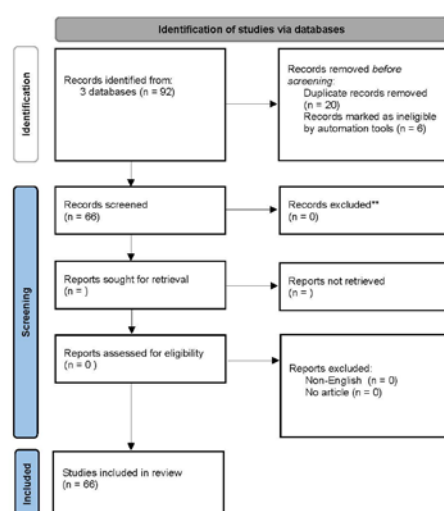 Identification of studies via databases
Identification
Records identified from:
3 databases (n = 92)
Records removed before
screening:
Duplicate records removed
(n = 20)
Records marked as ineligible
by automation tools (n = 6)
Screening
Records screened
(n = 66)
Records excluded**
(n = 0)
Reports sought for retrieval
(n = )
Reports not retrieved
(n = )
Reports assessed for eligibility
(n = 0 )
Reports excluded:
Non-English (n = 0)
No article (n = 0)
Included
Studies included in review
(n = 66)